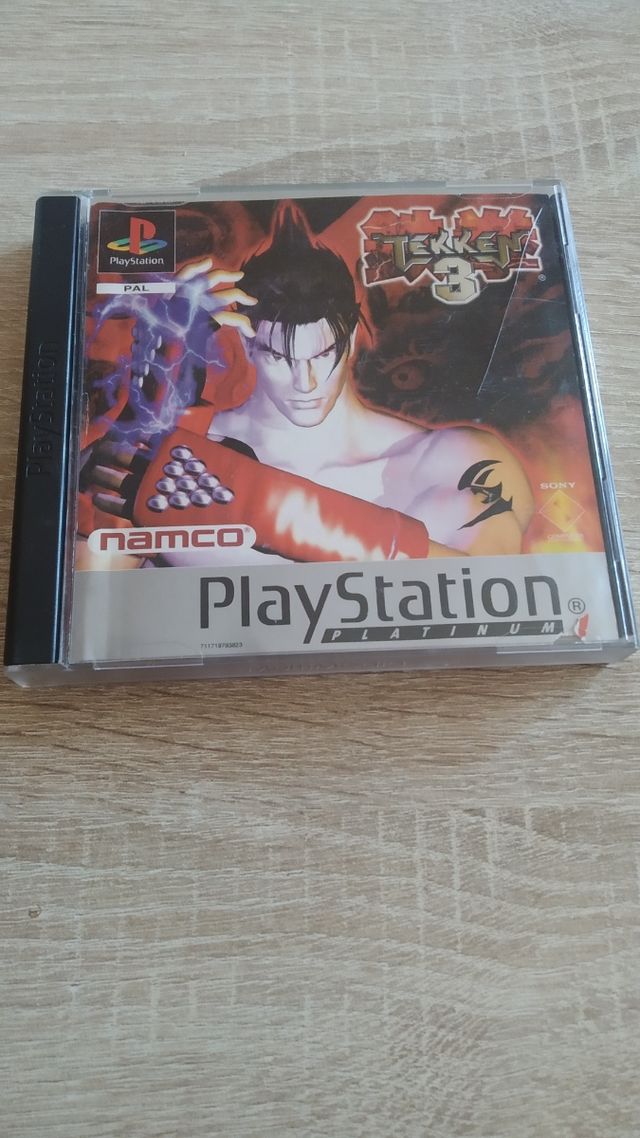 PlayStation
PAL
TEKKEN
3
®
PlayStation
SONY
namco®
PlayStation®
PLATINUM